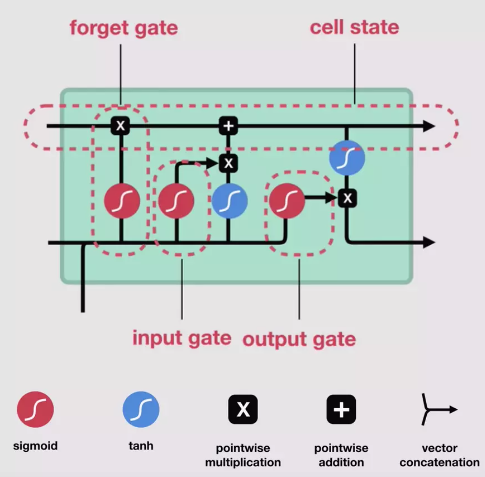 forget gate
cell state
X
+
X
X
input gate
output gate
X
+
sigmoid
tanh
pointwise
multiplication
pointwise
addition
vector
concatenation